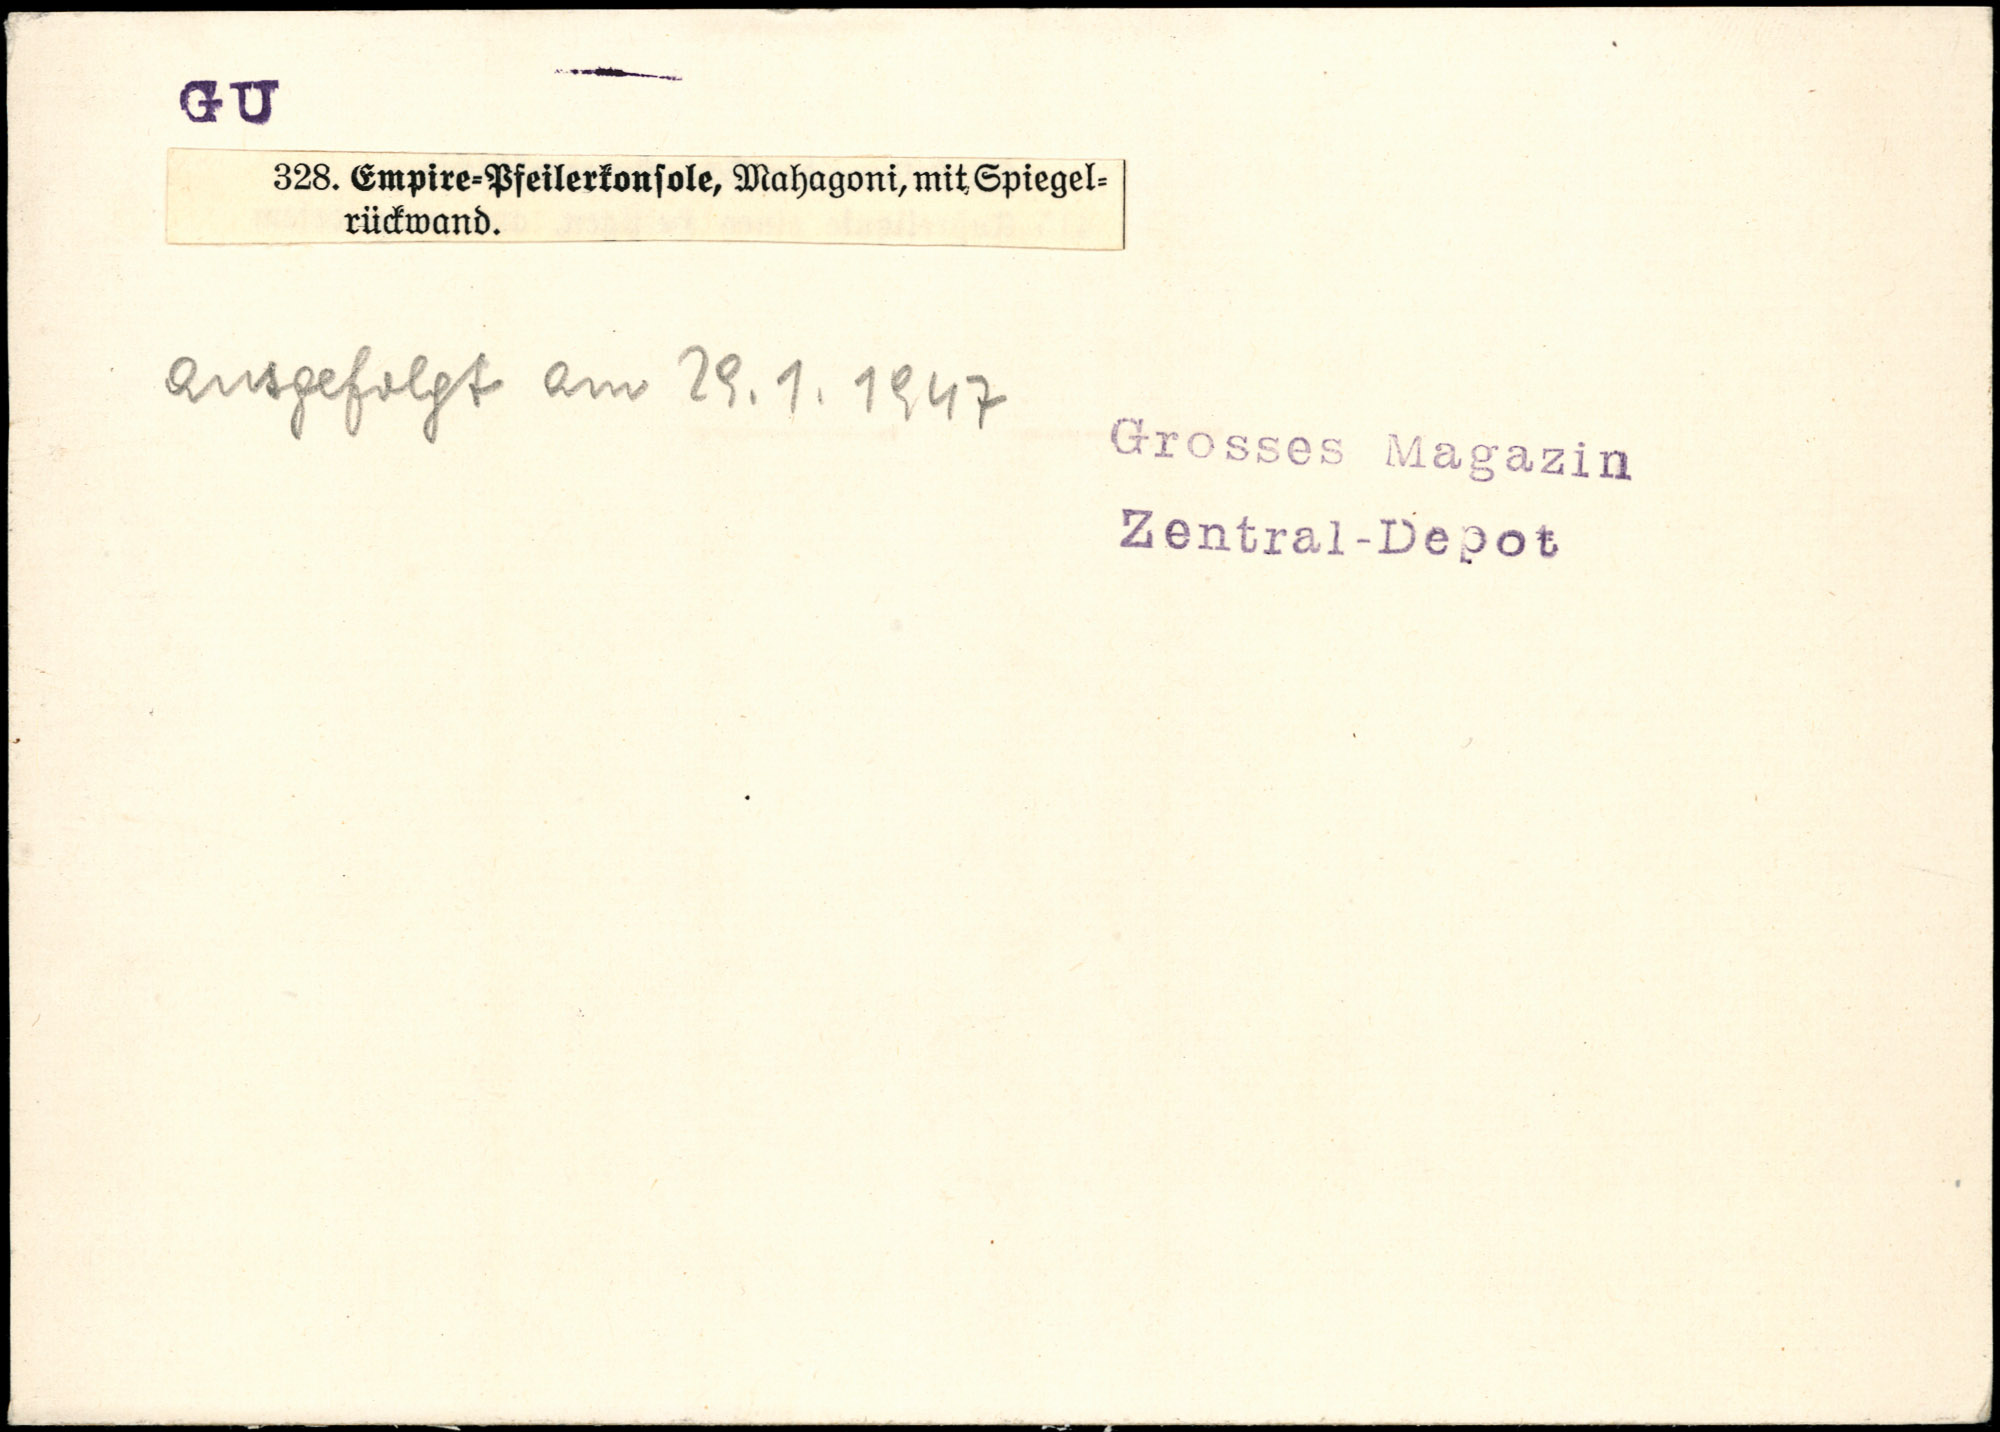 GU
328. Empire-Pfeilerkonsole, Mahagoni, mit Spiegel-
rückwand.
ausgefolgt am 29. 1. 1947
Grosses Magazin
Zentral-Depot